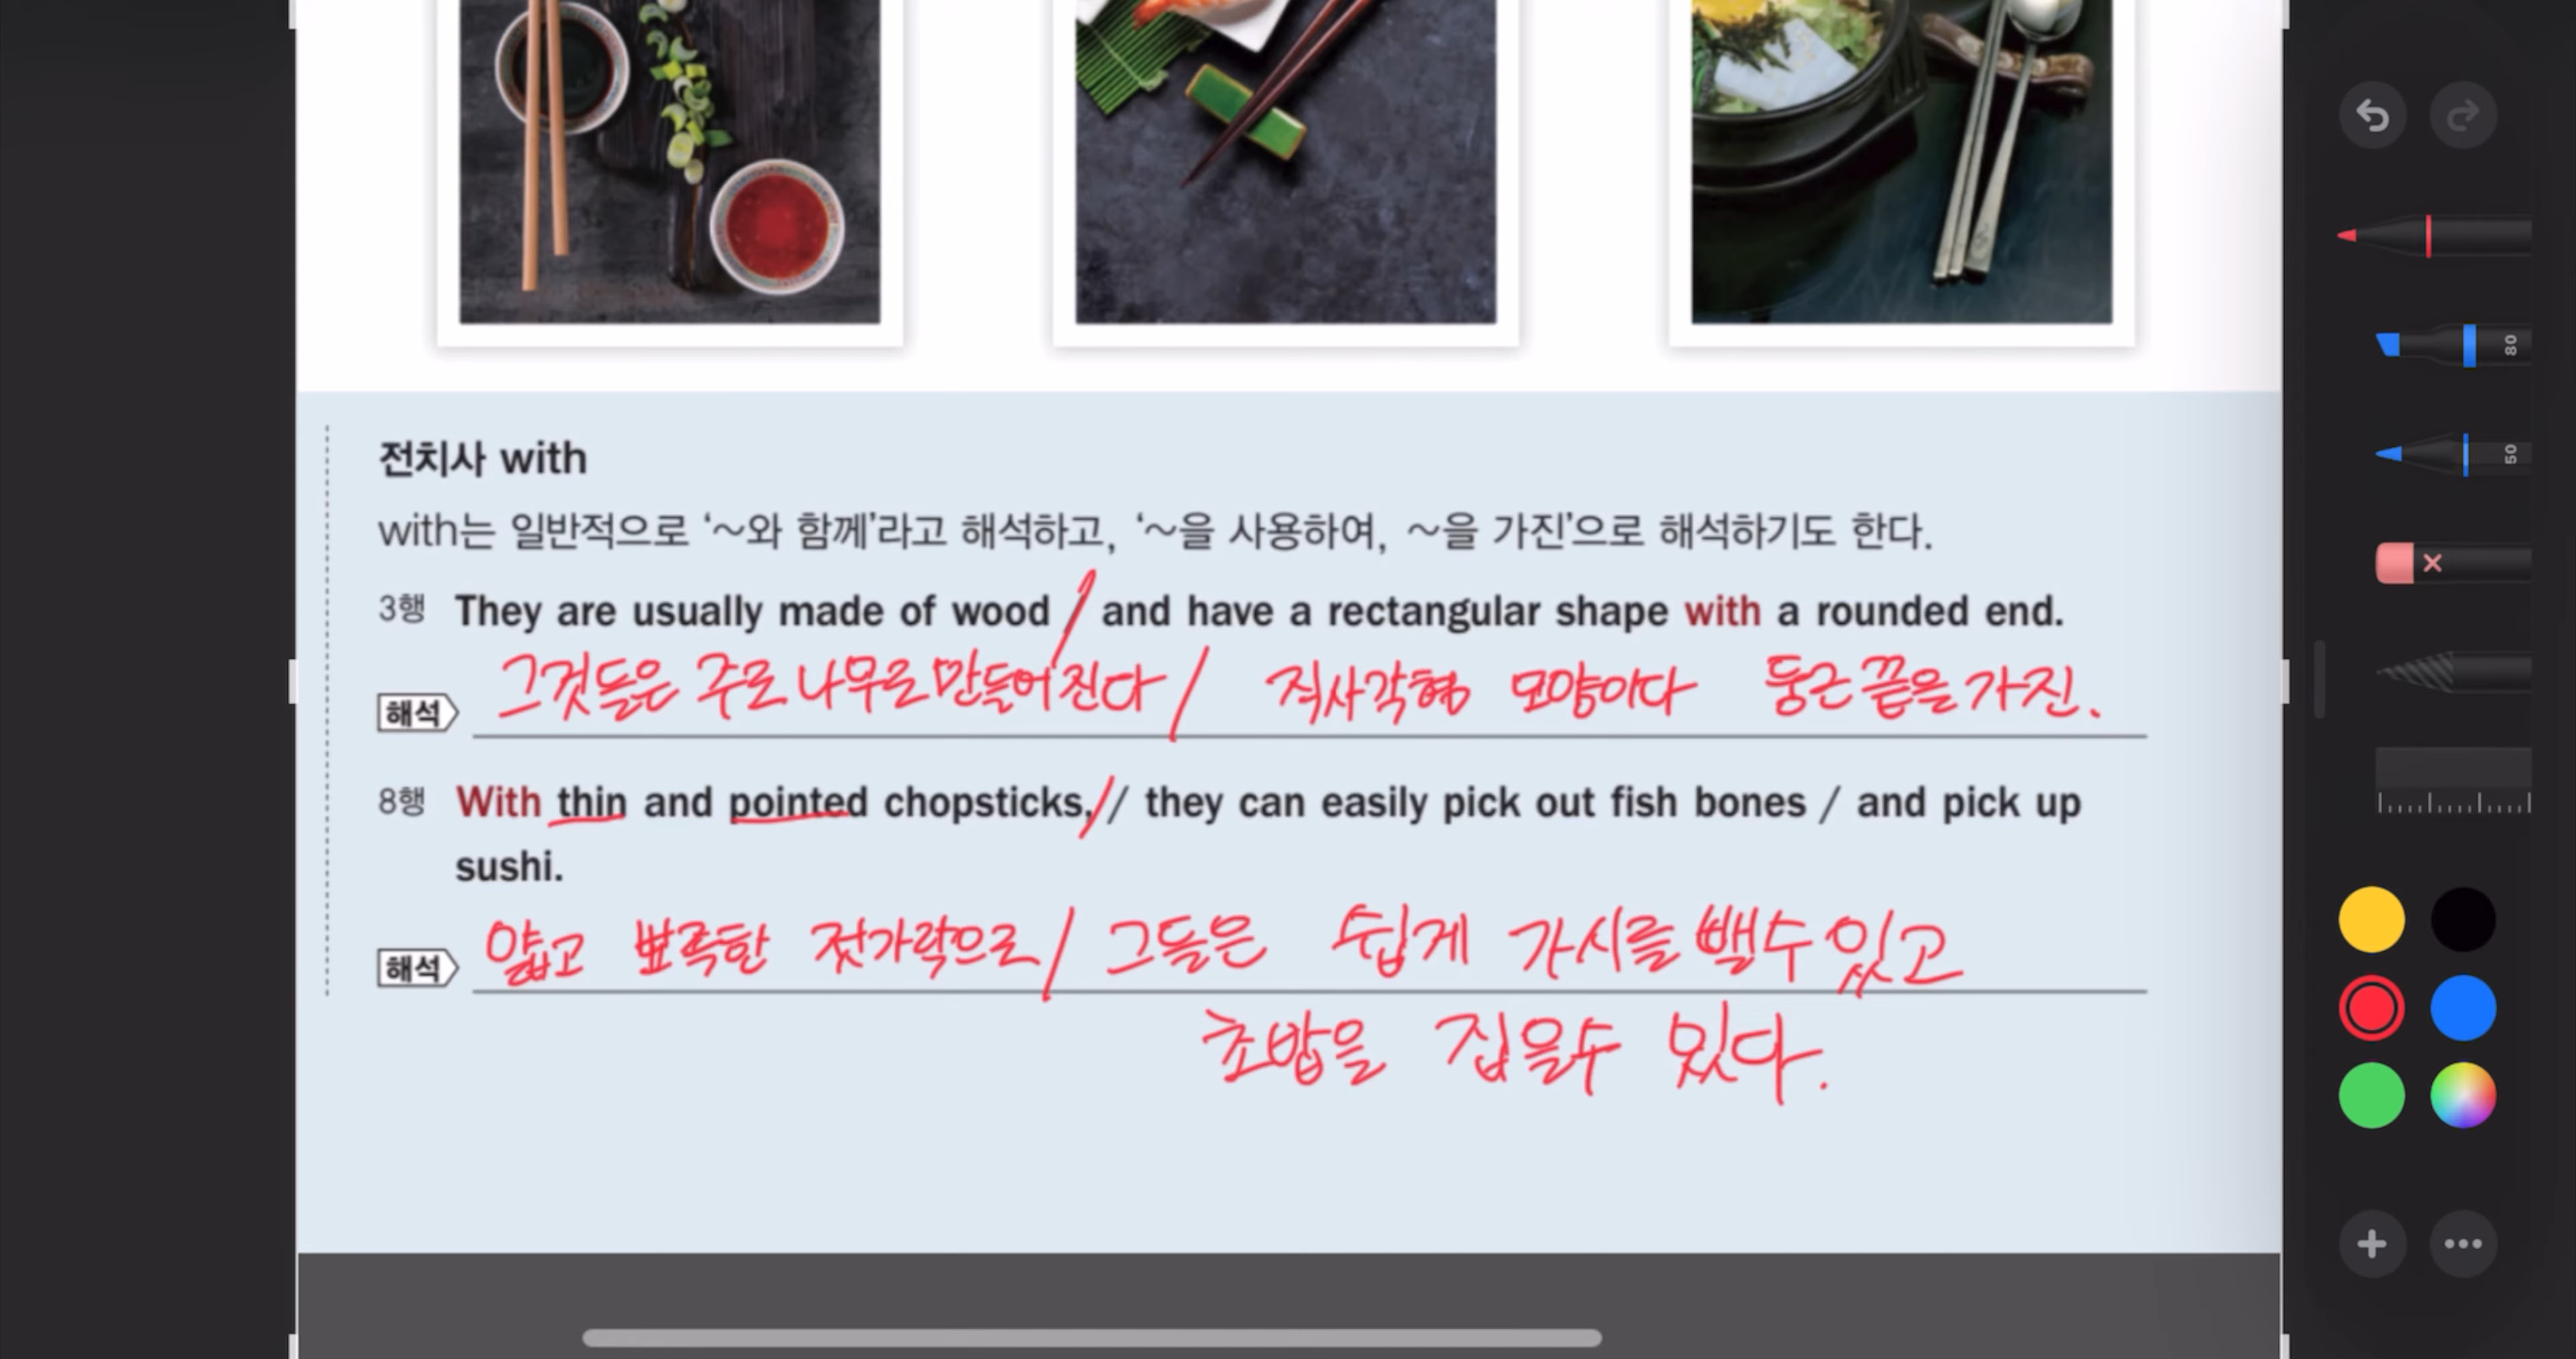 전치사 with
with는 일반적으로 ‘~와 함께’라고 해석하고, ‘~을 사용하여, ~을 가진’으로 해석하기도 한다.
3행 They are usually made of wood / and have a rectangular shape with a rounded end.
해석 그것들은 주로 나무로 만들어진다 / 직사각형 모양이다 둥근 끝을 가진.
8행 With thin and pointed chopsticks, // they can easily pick out fish bones / and pick up
sushi.
해석 얇고 뾰족한 젓가락으로 / 그들은 쉽게 가시를 뺄수 있고
초밥을 집을수 있다.
80
50